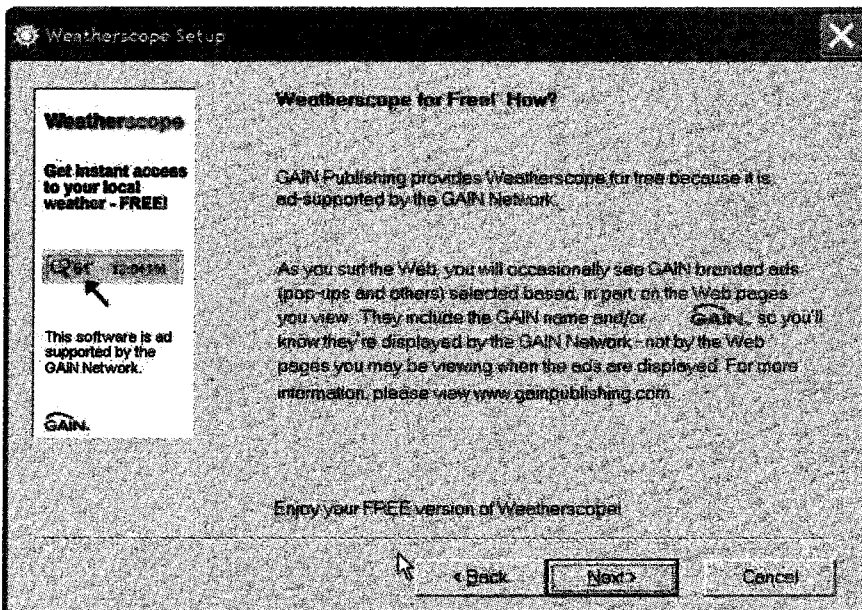 Weatherscope Setup
Weatherscope
Get instant access
to your local
weather - FREE!
64° 12:04 PM
This software is ad
supported by the
GAIN Network.
GAIN.
Weatherscope for Free! How?
GAIN Publishing provides Weatherscope for free because it is
ad-supported by the GAIN Network.
As you surf the Web, you will occasionally see GAIN branded ads
(pop-ups and others) selected based, in part, on the Web pages
you view. They include the GAIN name and/or GAIN., so you'll
know they're displayed by the GAIN Network - not by the Web
pages you may be viewing when the ads are displayed. For more
information, please view www.gainpublishing.com.
Enjoy your FREE version of Weatherscope!
< Back Next > Cancel